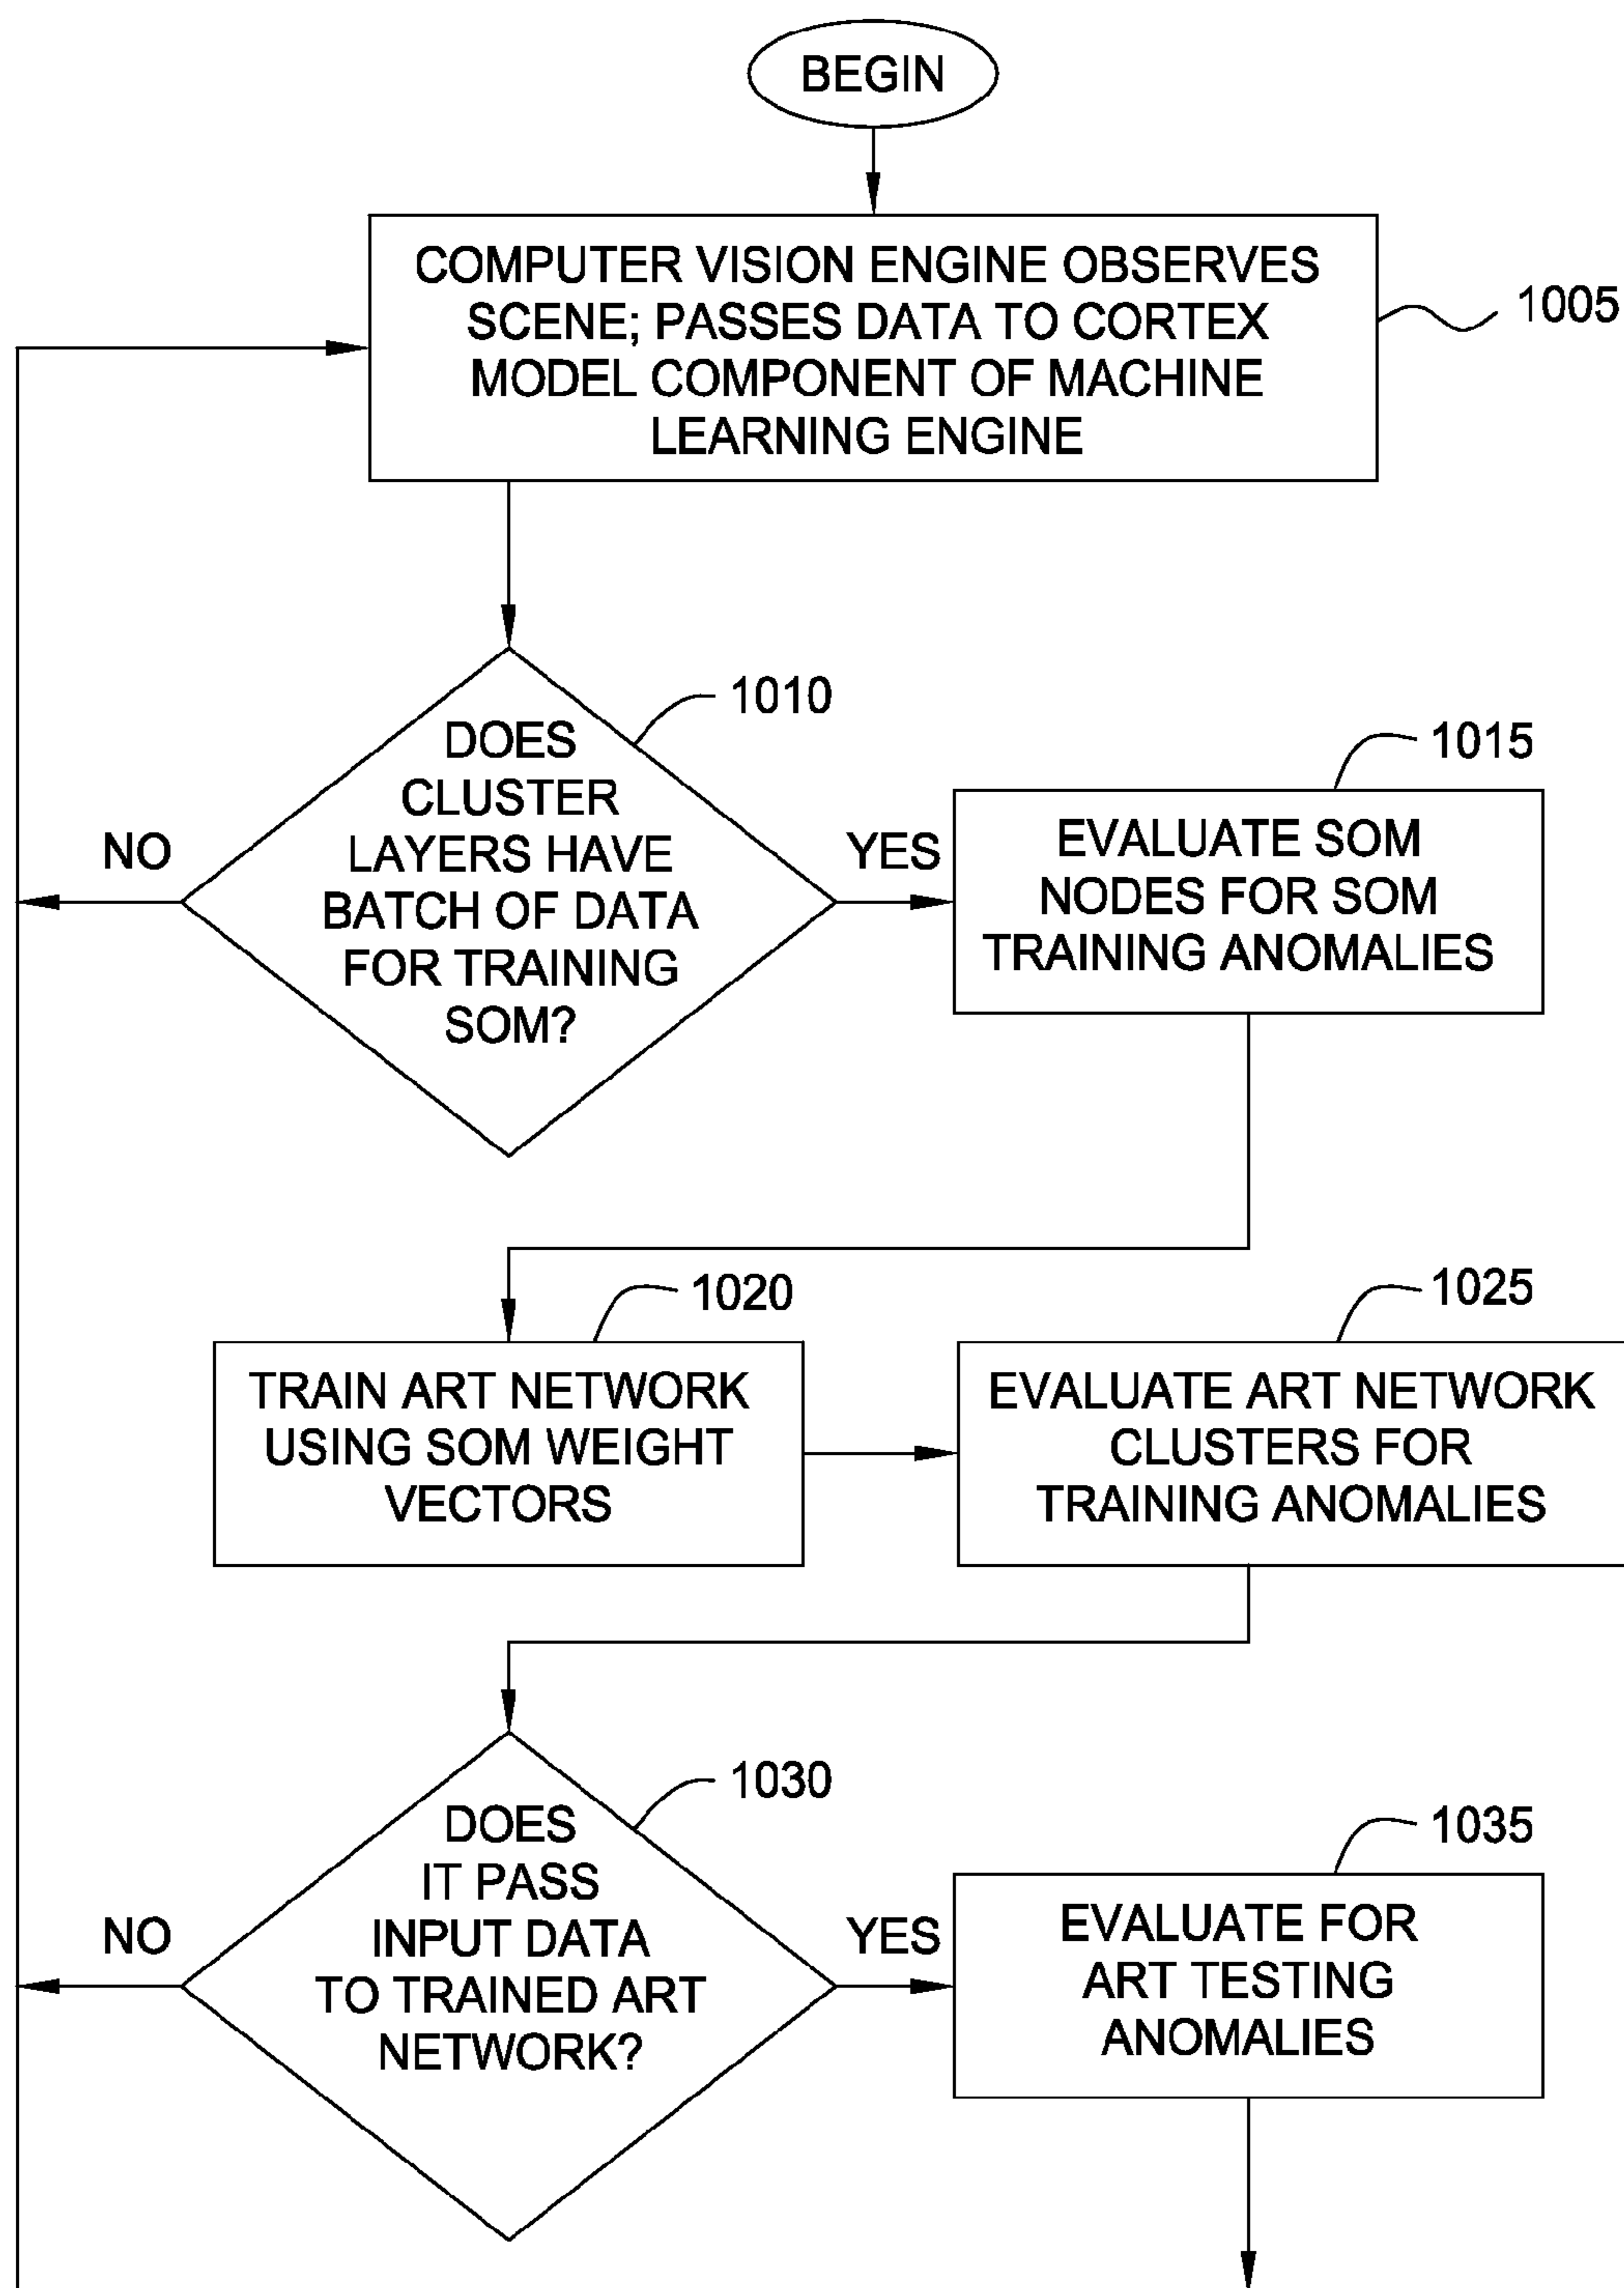 BEGIN
COMPUTER VISION ENGINE OBSERVES
SCENE; PASSES DATA TO CORTEX
MODEL COMPONENT OF MACHINE
LEARNING ENGINE
1005
1010
DOES
CLUSTER
LAYERS HAVE
BATCH OF DATA
FOR TRAINING
SOM?
NO
YES
1015
EVALUATE SOM
NODES FOR SOM
TRAINING ANOMALIES
1020
TRAIN ART NETWORK
USING SOM WEIGHT
VECTORS
1025
EVALUATE ART NETWORK
CLUSTERS FOR
TRAINING ANOMALIES
1030
DOES
IT PASS
INPUT DATA
TO TRAINED ART
NETWORK?
NO
YES
1035
EVALUATE FOR
ART TESTING
ANOMALIES